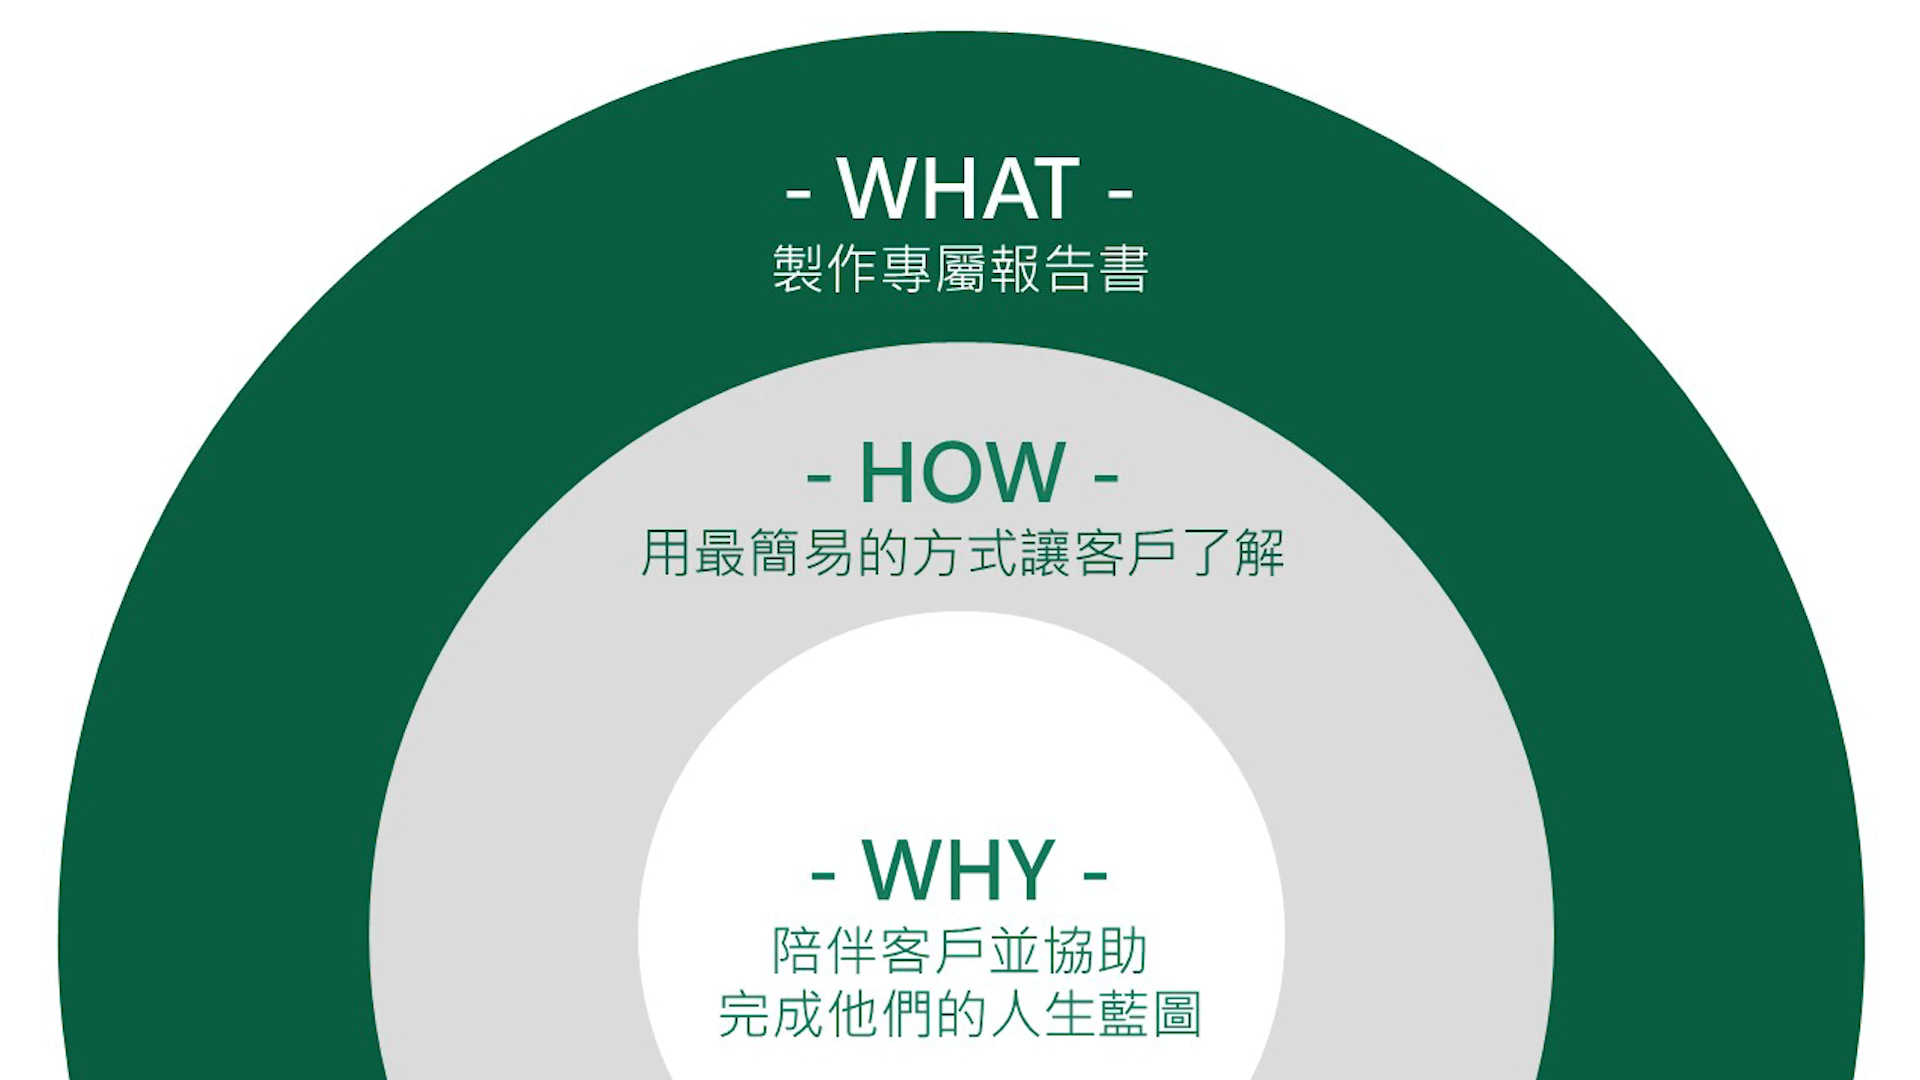 - WHAT -
製作專屬報告書
- HOW -
用最簡易的方式讓客戶了解
- WHY -
陪伴客戶並協助
完成他們的人生藍圖